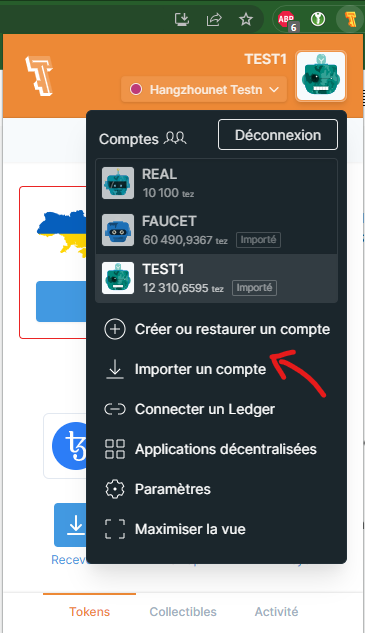 ABP
6
TEST1
Hangzhounet Testn
Comptes
Déconnexion
REAL
10 100 tez
FAUCET
60 490,9367 tez Importé
TEST1
12 310,6595 tez Importé
Créer ou restaurer un compte
Importer un compte
Connecter un Ledger
Applications décentralisées
Paramètres
Maximiser la vue
Recev
Tokens
Collectibles
Activité